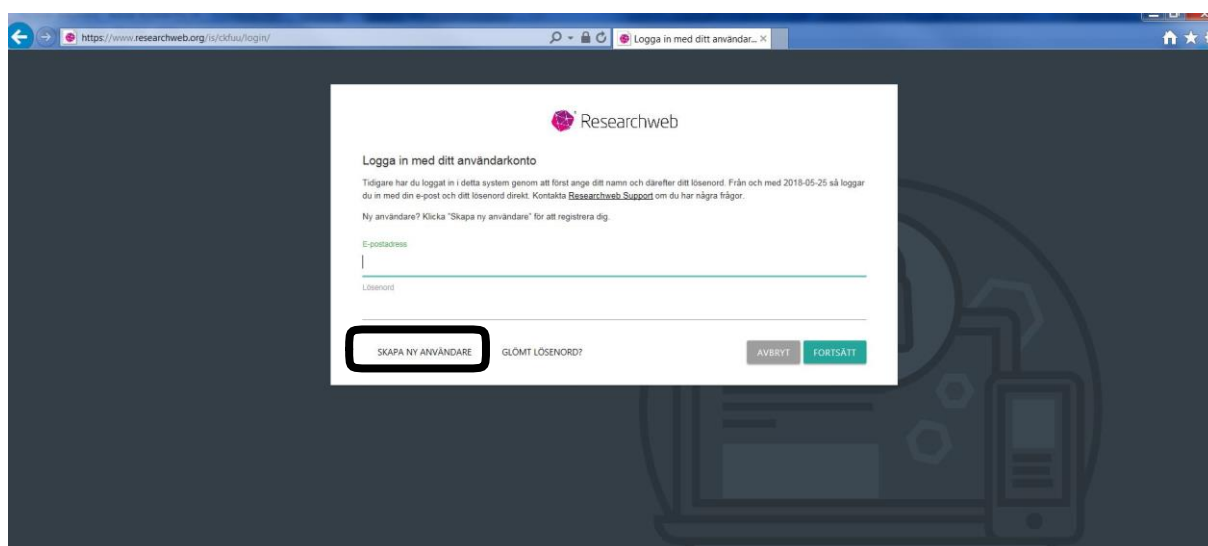 https://www.researchweb.org/is/ckfuu/login/
Logga in med ditt användar...
Researchweb
Logga in med ditt användarkonto
Tidigare har du loggat in i detta system genom att först ange ditt namn och därefter ditt lösenord. Från och med 2018-05-25 så loggar
du in med din e-post och ditt lösenord direkt. Kontakta Researchweb Support om du har några frågor.
Ny användare? Klicka "Skapa ny användare" för att registrera dig.
E-postadress
Lösenord
SKAPA NY ANVÄNDARE GLÖMT LÖSENORD? AVBRYT FORTSÄTT